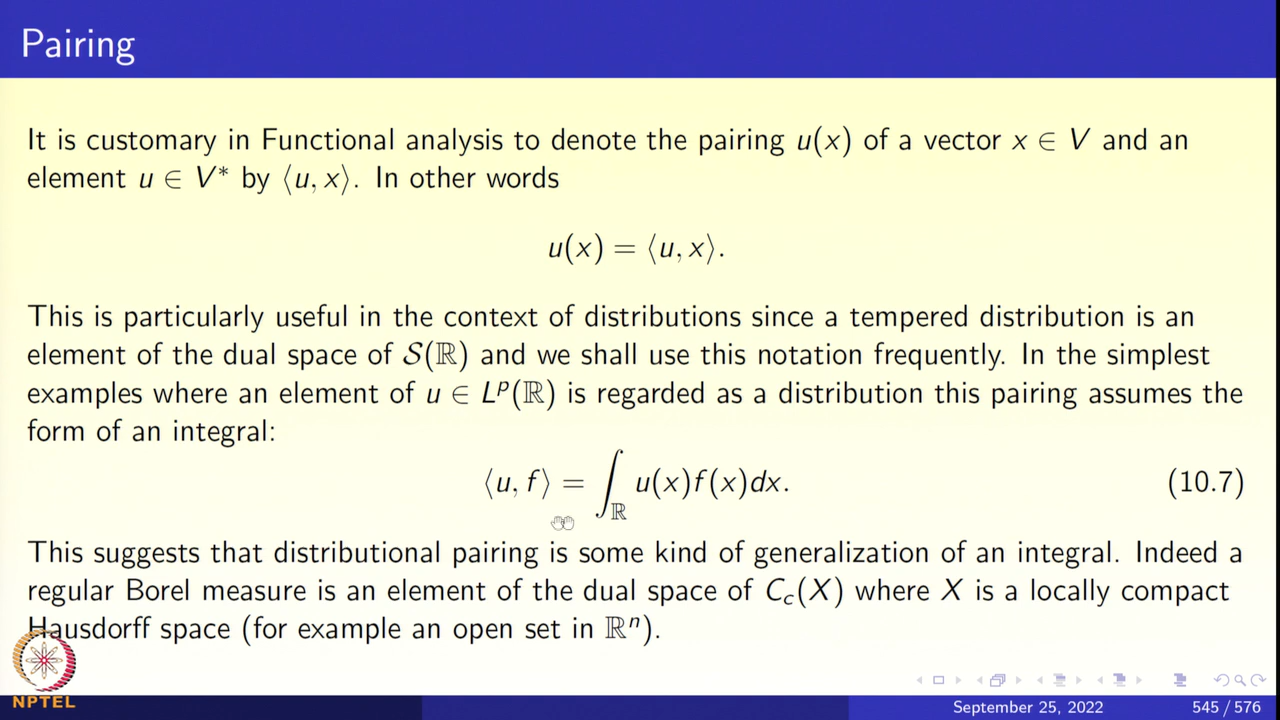 Pairing
It is customary in Functional analysis to denote the pairing u(x) of a vector x ∈ V and an
element u ∈ V* by ⟨u, x⟩. In other words
u(x) = ⟨u, x⟩.
This is particularly useful in the context of distributions since a tempered distribution is an
element of the dual space of 𝒮(ℝ) and we shall use this notation frequently. In the simplest
examples where an element of u ∈ Lᵖ(ℝ) is regarded as a distribution this pairing assumes the
form of an integral:
⟨u, f⟩ = ∫_ℝ u(x)f(x)dx. (10.7)
This suggests that distributional pairing is some kind of generalization of an integral. Indeed a
regular Borel measure is an element of the dual space of C_c(X) where X is a locally compact
Hausdorff space (for example an open set in ℝⁿ).
NPTEL
September 25, 2022 545 / 576